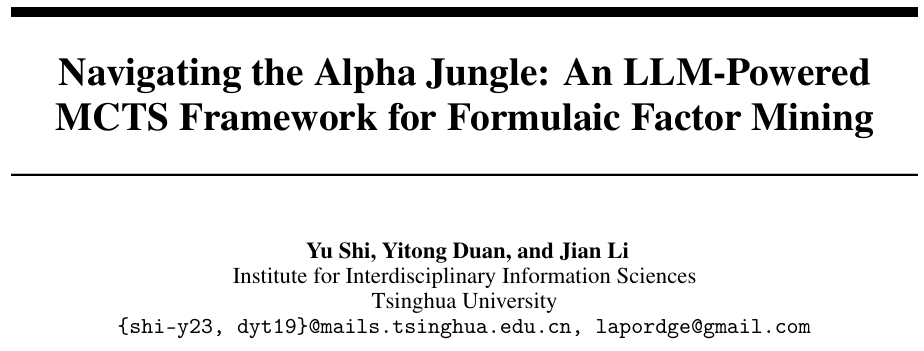 Navigating the Alpha Jungle: An LLM-Powered
MCTS Framework for Formulaic Factor Mining
Yu Shi, Yitong Duan, and Jian Li
Institute for Interdisciplinary Information Sciences
Tsinghua University
{shi-y23, dyt19}@mails.tsinghua.edu.cn, lapordge@gmail.com